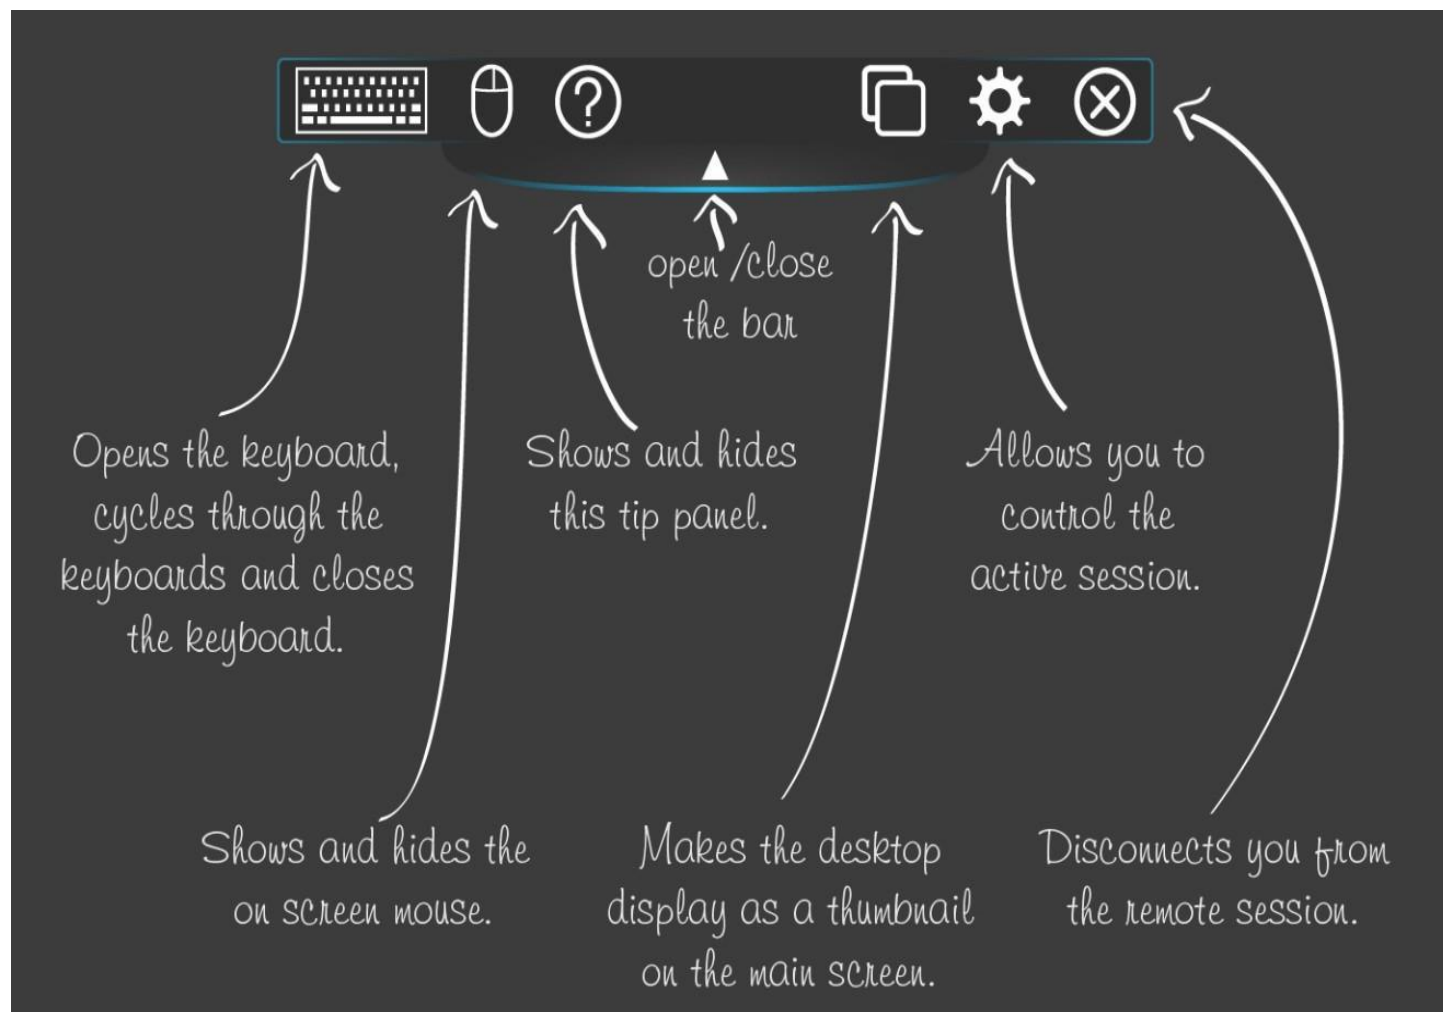 open /close
the bar
Opens the keyboard,
cycles through the
keyboards and closes
the keyboard.
Shows and hides
this tip panel.
Allows you to
control the
active session.
Shows and hides the
on screen mouse.
Makes the desktop
display as a thumbnail
on the main screen.
Disconnects you from
the remote session.